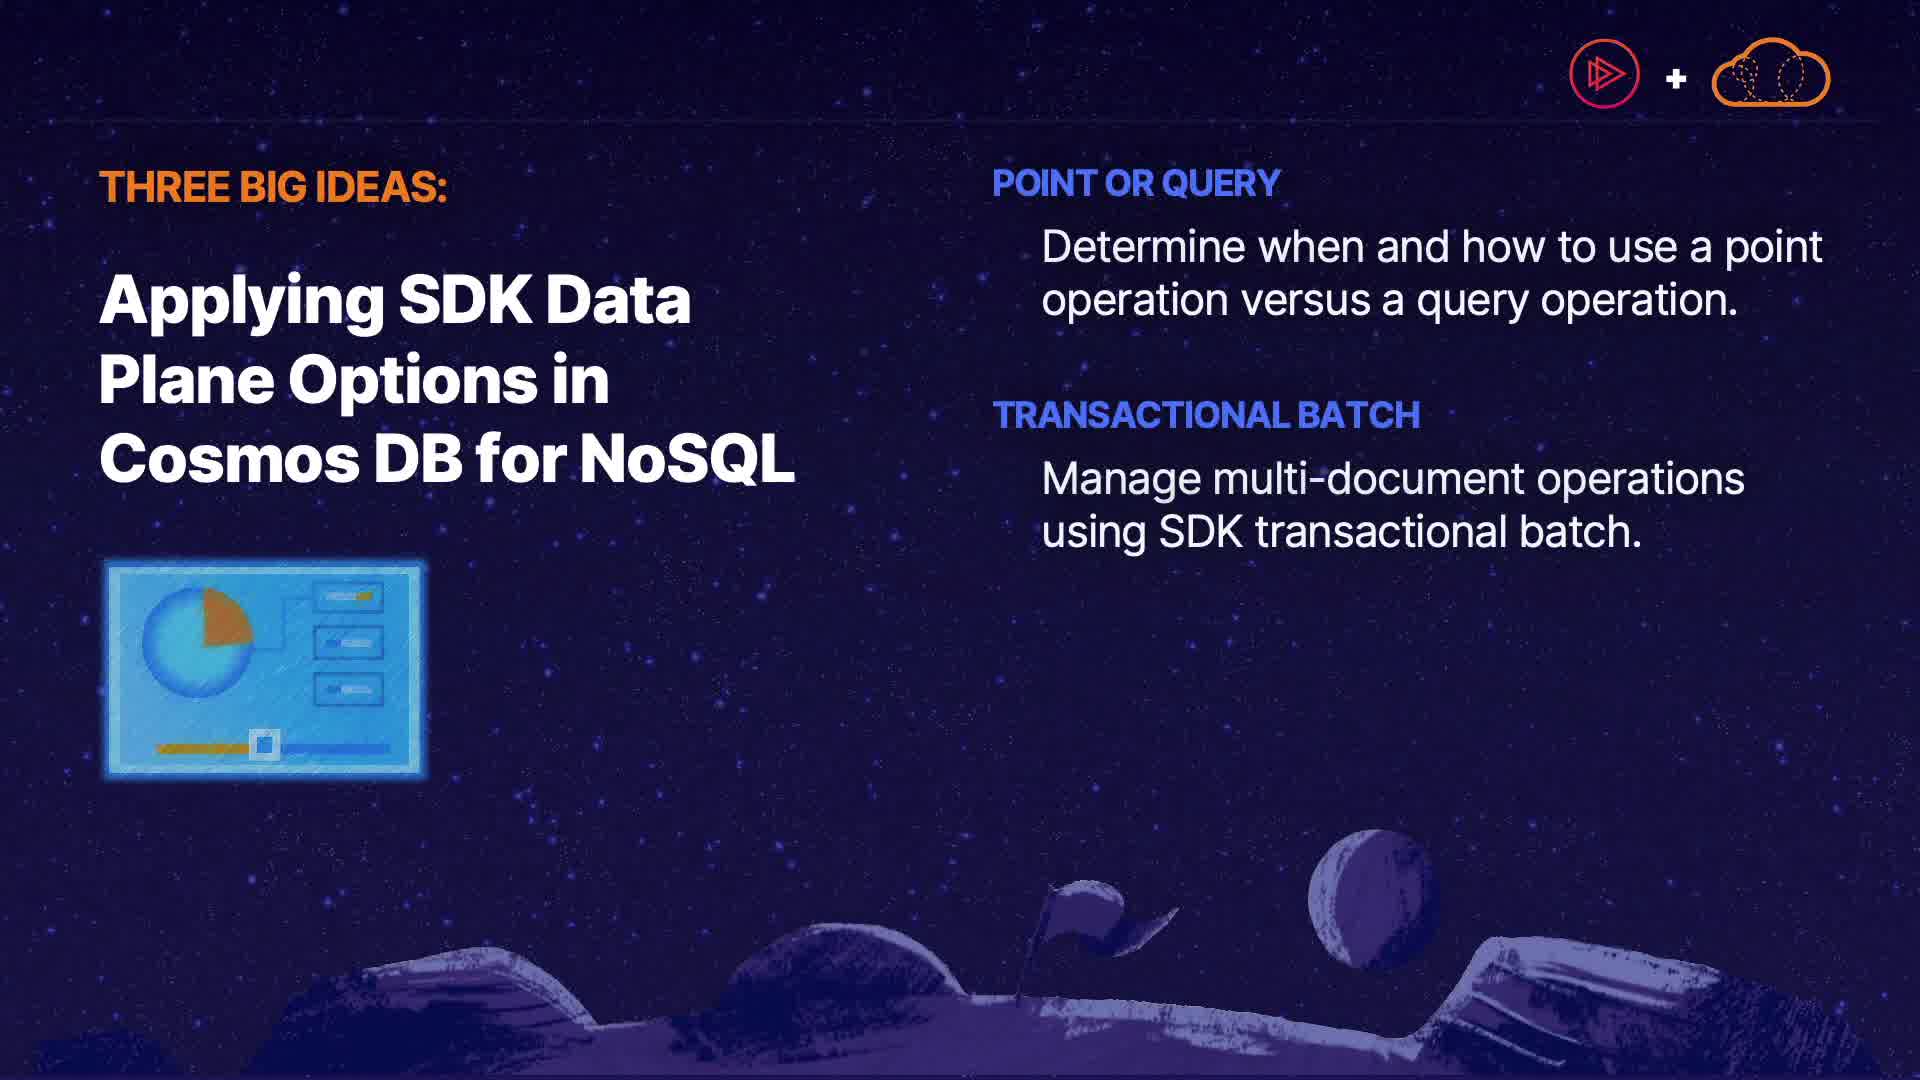 THREE BIG IDEAS:
Applying SDK Data
Plane Options in
Cosmos DB for NoSQL
POINT OR QUERY
Determine when and how to use a point
operation versus a query operation.
TRANSACTIONAL BATCH
Manage multi-document operations
using SDK transactional batch.